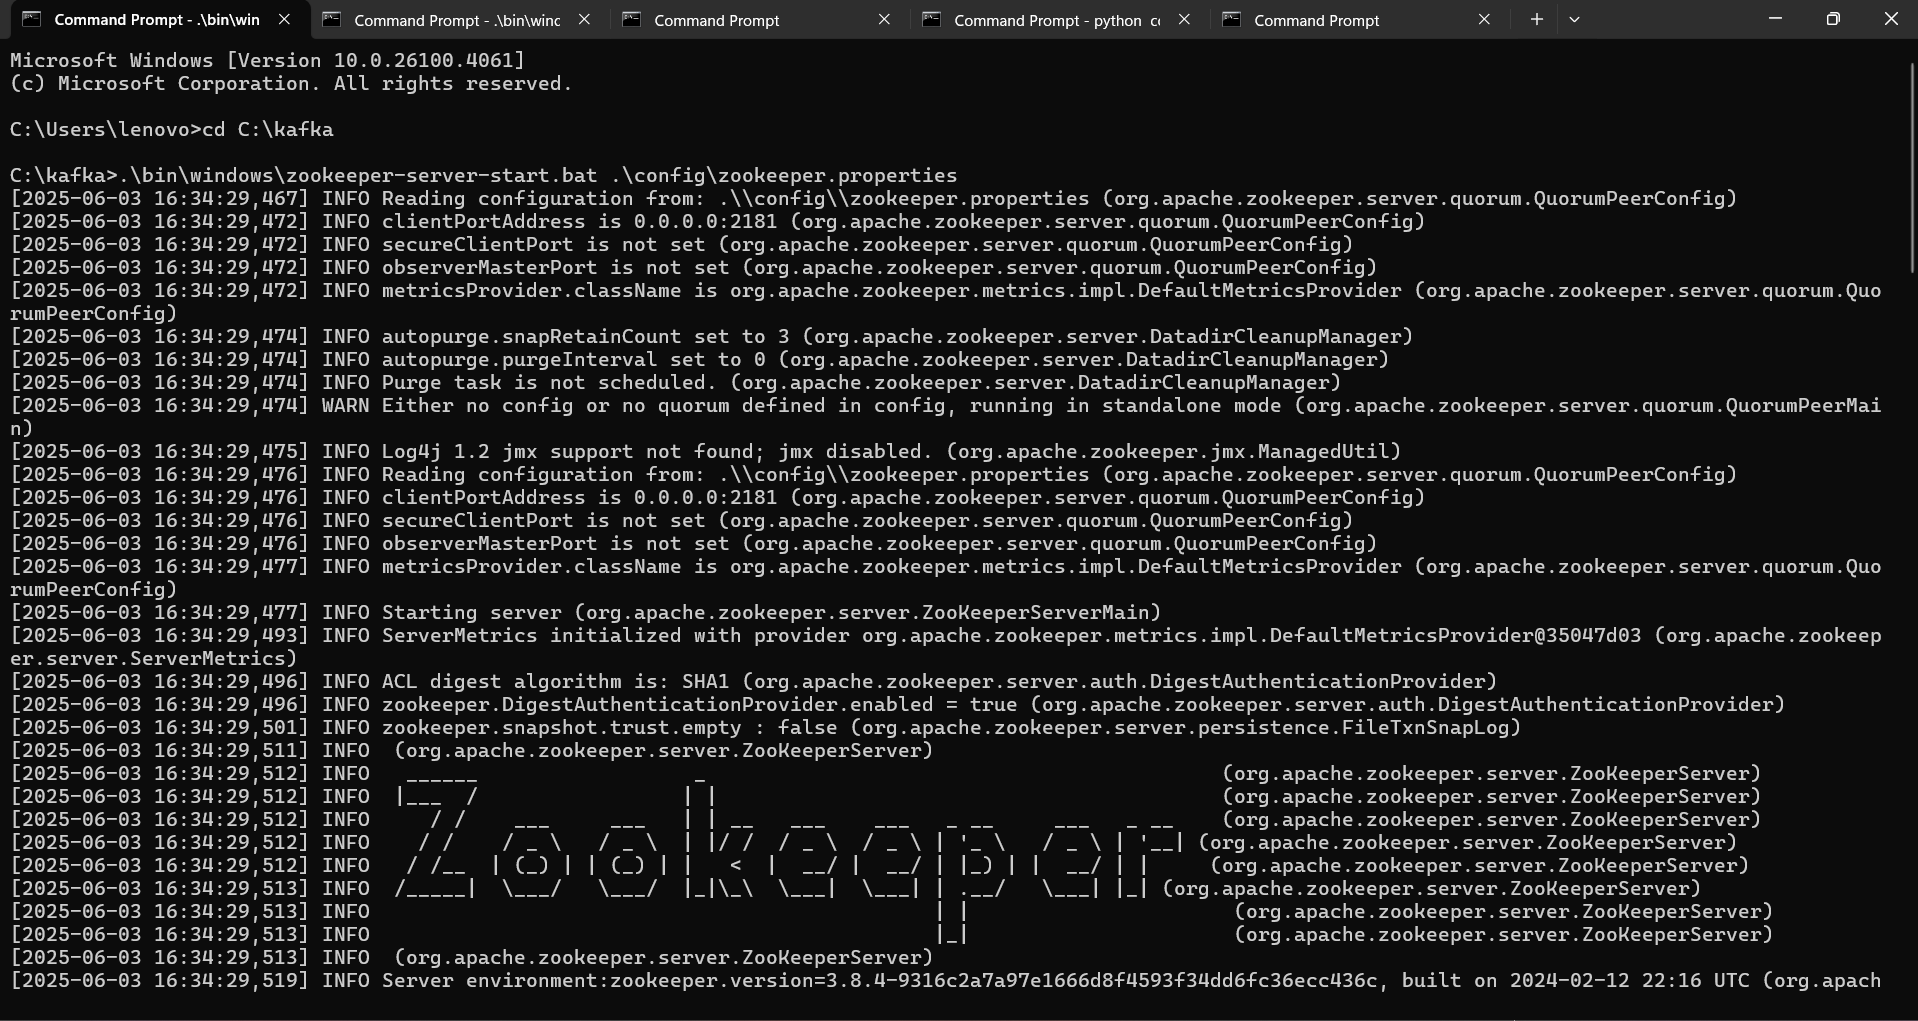 Command Prompt - .\bin\win
Command Prompt - .\bin\winc
Command Prompt
Command Prompt - python co
Command Prompt
Microsoft Windows [Version 10.0.26100.4061]
(c) Microsoft Corporation. All rights reserved.
C:\Users\lenovo>cd C:\kafka
C:\kafka>.\bin\windows\zookeeper-server-start.bat .\config\zookeeper.properties
[2025-06-03 16:34:29,467] INFO Reading configuration from: .\\config\\zookeeper.properties (org.apache.zookeeper.server.quorum.QuorumPeerConfig)
[2025-06-03 16:34:29,472] INFO clientPortAddress is 0.0.0.0:2181 (org.apache.zookeeper.server.quorum.QuorumPeerConfig)
[2025-06-03 16:34:29,472] INFO secureClientPort is not set (org.apache.zookeeper.server.quorum.QuorumPeerConfig)
[2025-06-03 16:34:29,472] INFO observerMasterPort is not set (org.apache.zookeeper.server.quorum.QuorumPeerConfig)
[2025-06-03 16:34:29,472] INFO metricsProvider.className is org.apache.zookeeper.metrics.impl.DefaultMetricsProvider (org.apache.zookeeper.server.quorum.Quo
rumPeerConfig)
[2025-06-03 16:34:29,474] INFO autopurge.snapRetainCount set to 3 (org.apache.zookeeper.server.DatadirCleanupManager)
[2025-06-03 16:34:29,474] INFO autopurge.purgeInterval set to 0 (org.apache.zookeeper.server.DatadirCleanupManager)
[2025-06-03 16:34:29,474] INFO Purge task is not scheduled. (org.apache.zookeeper.server.DatadirCleanupManager)
[2025-06-03 16:34:29,474] WARN Either no config or no quorum defined in config, running in standalone mode (org.apache.zookeeper.server.quorum.QuorumPeerMai
n)
[2025-06-03 16:34:29,475] INFO Log4j 1.2 jmx support not found; jmx disabled. (org.apache.zookeeper.jmx.ManagedUtil)
[2025-06-03 16:34:29,476] INFO Reading configuration from: .\\config\\zookeeper.properties (org.apache.zookeeper.server.quorum.QuorumPeerConfig)
[2025-06-03 16:34:29,476] INFO clientPortAddress is 0.0.0.0:2181 (org.apache.zookeeper.server.quorum.QuorumPeerConfig)
[2025-06-03 16:34:29,476] INFO secureClientPort is not set (org.apache.zookeeper.server.quorum.QuorumPeerConfig)
[2025-06-03 16:34:29,476] INFO observerMasterPort is not set (org.apache.zookeeper.server.quorum.QuorumPeerConfig)
[2025-06-03 16:34:29,477] INFO metricsProvider.className is org.apache.zookeeper.metrics.impl.DefaultMetricsProvider (org.apache.zookeeper.server.quorum.Quo
rumPeerConfig)
[2025-06-03 16:34:29,477] INFO Starting server (org.apache.zookeeper.server.ZooKeeperServerMain)
[2025-06-03 16:34:29,493] INFO ServerMetrics initialized with provider org.apache.zookeeper.metrics.impl.DefaultMetricsProvider@35047d03 (org.apache.zookeep
er.server.ServerMetrics)
[2025-06-03 16:34:29,496] INFO ACL digest algorithm is: SHA1 (org.apache.zookeeper.server.auth.DigestAuthenticationProvider)
[2025-06-03 16:34:29,496] INFO zookeeper.DigestAuthenticationProvider.enabled = true (org.apache.zookeeper.server.auth.DigestAuthenticationProvider)
[2025-06-03 16:34:29,501] INFO zookeeper.snapshot.trust.empty : false (org.apache.zookeeper.server.persistence.FileTxnSnapLog)
[2025-06-03 16:34:29,511] INFO  (org.apache.zookeeper.server.ZooKeeperServer)
[2025-06-03 16:34:29,512] INFO   ______                  _                                           (org.apache.zookeeper.server.ZooKeeperServer)
[2025-06-03 16:34:29,512] INFO  |___  /                 | |                                          (org.apache.zookeeper.server.ZooKeeperServer)
[2025-06-03 16:34:29,512] INFO     / /    ___     ___   | | __   ___    ___   _ __     ___   _ __    (org.apache.zookeeper.server.ZooKeeperServer)
[2025-06-03 16:34:29,512] INFO    / /    / _ \   / _ \  | |/ /  / _ \  / _ \ | '_ \   / _ \ | '__| (org.apache.zookeeper.server.ZooKeeperServer)
[2025-06-03 16:34:29,512] INFO   / /__  | (_) | | (_) | |   <  |  __/ |  __/ | |_) | |  __/ | |     (org.apache.zookeeper.server.ZooKeeperServer)
[2025-06-03 16:34:29,513] INFO  /_____|  \___/   \___/  |_|\_\  \___|  \___| | .__/   \___| |_| (org.apache.zookeeper.server.ZooKeeperServer)
[2025-06-03 16:34:29,513] INFO                                               | |                      (org.apache.zookeeper.server.ZooKeeperServer)
[2025-06-03 16:34:29,513] INFO                                               |_|                      (org.apache.zookeeper.server.ZooKeeperServer)
[2025-06-03 16:34:29,513] INFO  (org.apache.zookeeper.server.ZooKeeperServer)
[2025-06-03 16:34:29,519] INFO Server environment:zookeeper.version=3.8.4-9316c2a7a97e1666d8f4593f34dd6fc36ecc436c, built on 2024-02-12 22:16 UTC (org.apach